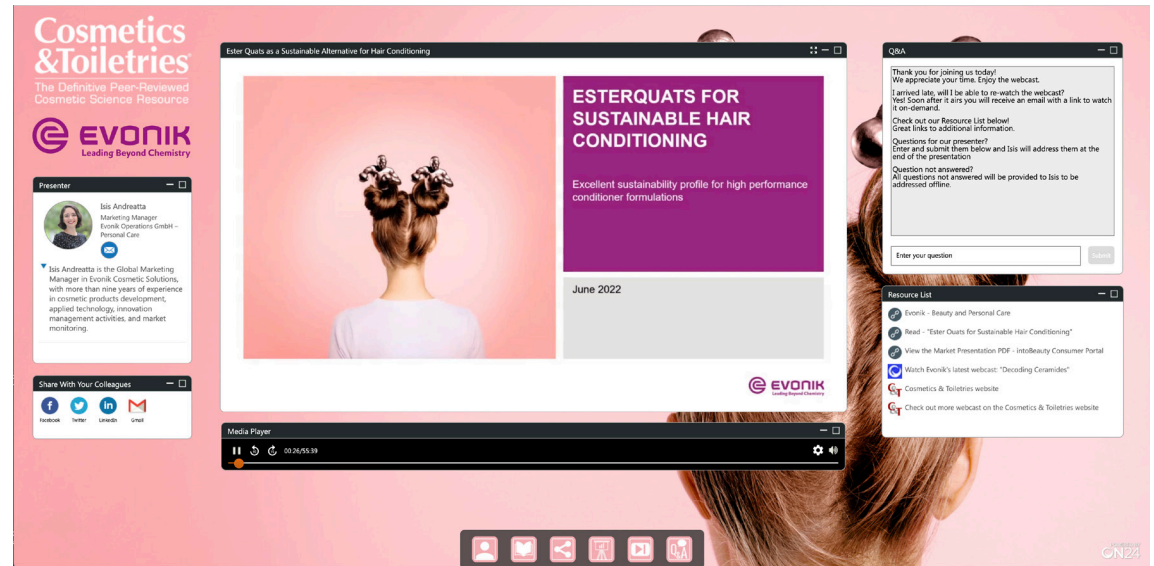 Cosmetics
&Toiletries
The Definitive Peer-Reviewed
Cosmetic Science Resource
EVONIK
Leading Beyond Chemistry
Presenter
Isis Andreatta
Marketing Manager
Evonik Operations GmbH –
Personal Care
Isis Andreatta is the Global Marketing
Manager in Evonik Cosmetic Solutions,
with more than nine years of experience
in cosmetic products development,
applied technology, innovation
management activities, and market
monitoring.
Share With Your Colleagues
Facebook
Twitter
LinkedIn
Gmail
Ester Quats as a Sustainable Alternative for Hair Conditioning
ESTERQUATS FOR
SUSTAINABLE HAIR
CONDITIONING
Excellent sustainability profile for high performance
conditioner formulations
June 2022
EVONIK
Leading Beyond Chemistry
Media Player
00:26/55:39
Q&A
Thank you for joining us today!
We appreciate your time. Enjoy the webcast.
I arrived late, will I be able to re-watch the webcast?
Yes! Soon after it airs you will receive an email with a link to watch
it on-demand.
Check out our Resource List below!
Great links to additional information.
Questions for our presenter?
Enter and submit them below and Isis will address them at the
end of the presentation
Question not answered?
All questions not answered will be provided to Isis to be
addressed offline.
Enter your question
Submit
Resource List
Evonik - Beauty and Personal Care
Read - "Ester Quats for Sustainable Hair Conditioning"
View the Market Presentation PDF - intoBeauty Consumer Portal
Watch Evonik's latest webcast: "Decoding Ceramides"
C&T Cosmetics & Toiletries website
C&T Check out more webcast on the Cosmetics & Toiletries website
Q&A
ON24